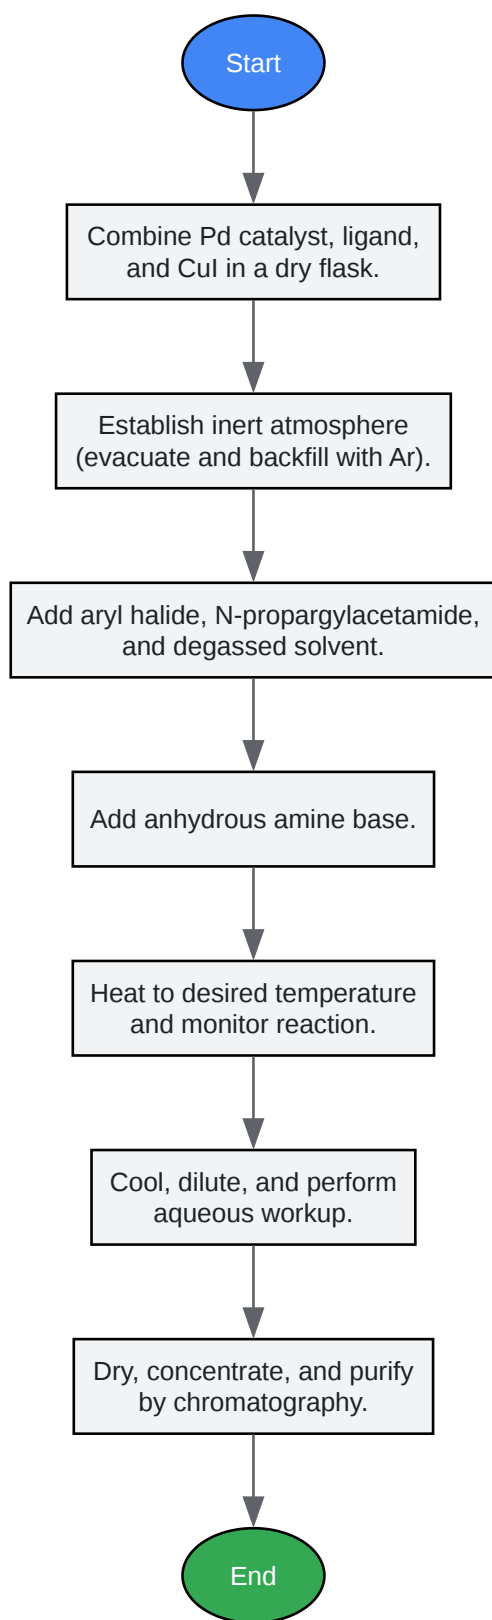 Start
Combine Pd catalyst, ligand,
and CuI in a dry flask.
Establish inert atmosphere
(evacuate and backfill with Ar).
Add aryl halide, N-propargylacetamide,
and degassed solvent.
Add anhydrous amine base.
Heat to desired temperature
and monitor reaction.
Cool, dilute, and perform
aqueous workup.
Dry, concentrate, and purify
by chromatography.
End